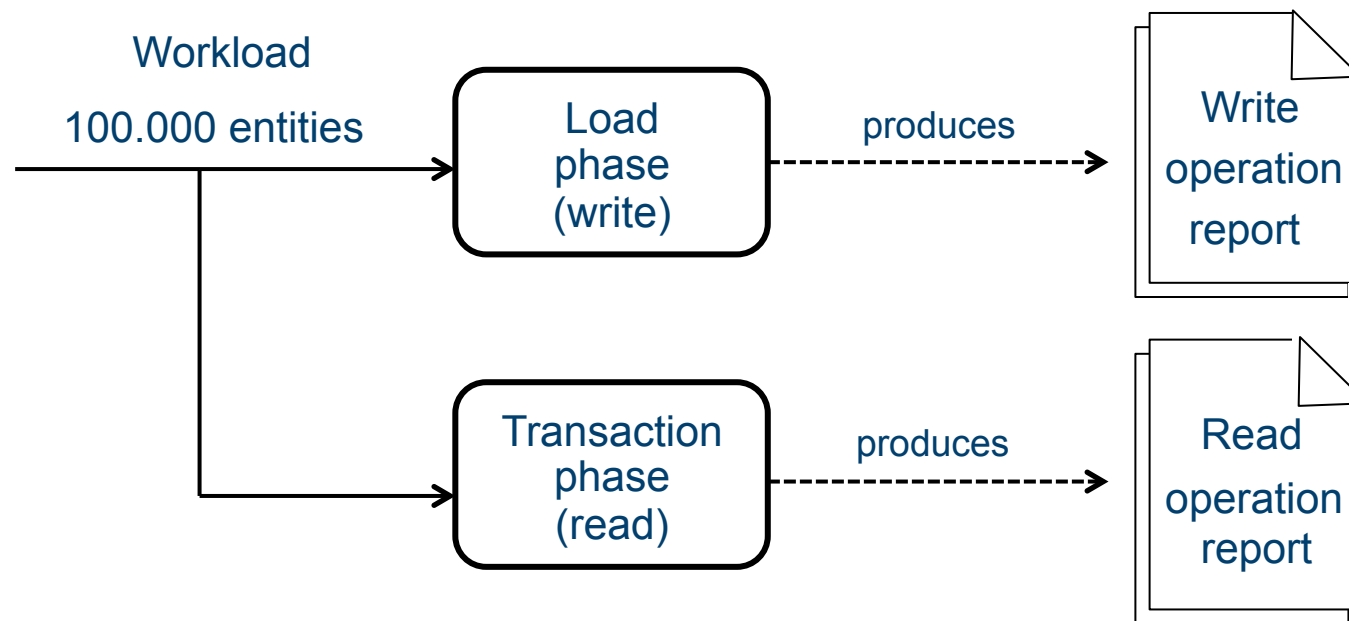 Workload
100.000 entities
Load
phase
(write)
produces
Write
operation
report
Transaction
phase
(read)
produces
Read
operation
report